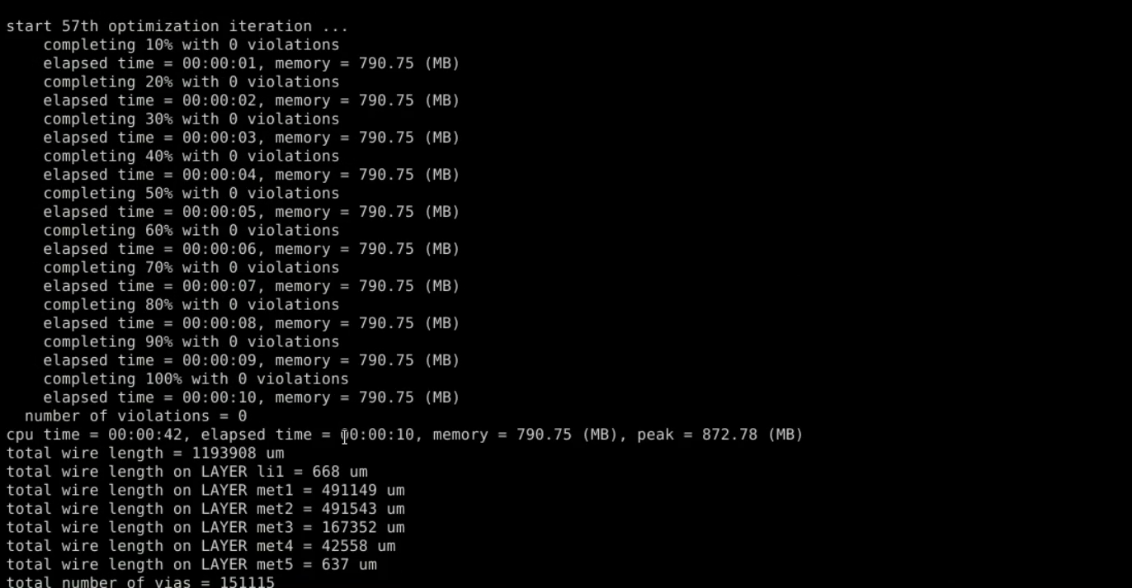 start 57th optimization iteration ...
completing 10% with 0 violations
elapsed time = 00:00:01, memory = 790.75 (MB)
completing 20% with 0 violations
elapsed time = 00:00:02, memory = 790.75 (MB)
completing 30% with 0 violations
elapsed time = 00:00:03, memory = 790.75 (MB)
completing 40% with 0 violations
elapsed time = 00:00:04, memory = 790.75 (MB)
completing 50% with 0 violations
elapsed time = 00:00:05, memory = 790.75 (MB)
completing 60% with 0 violations
elapsed time = 00:00:06, memory = 790.75 (MB)
completing 70% with 0 violations
elapsed time = 00:00:07, memory = 790.75 (MB)
completing 80% with 0 violations
elapsed time = 00:00:08, memory = 790.75 (MB)
completing 90% with 0 violations
elapsed time = 00:00:09, memory = 790.75 (MB)
completing 100% with 0 violations
elapsed time = 00:00:10, memory = 790.75 (MB)
number of violations = 0
cpu time = 00:00:42, elapsed time = 00:00:10, memory = 790.75 (MB), peak = 872.78 (MB)
total wire length = 1193908 um
total wire length on LAYER li1 = 668 um
total wire length on LAYER met1 = 491149 um
total wire length on LAYER met2 = 491543 um
total wire length on LAYER met3 = 167352 um
total wire length on LAYER met4 = 42558 um
total wire length on LAYER met5 = 637 um
total number of vias = 151115